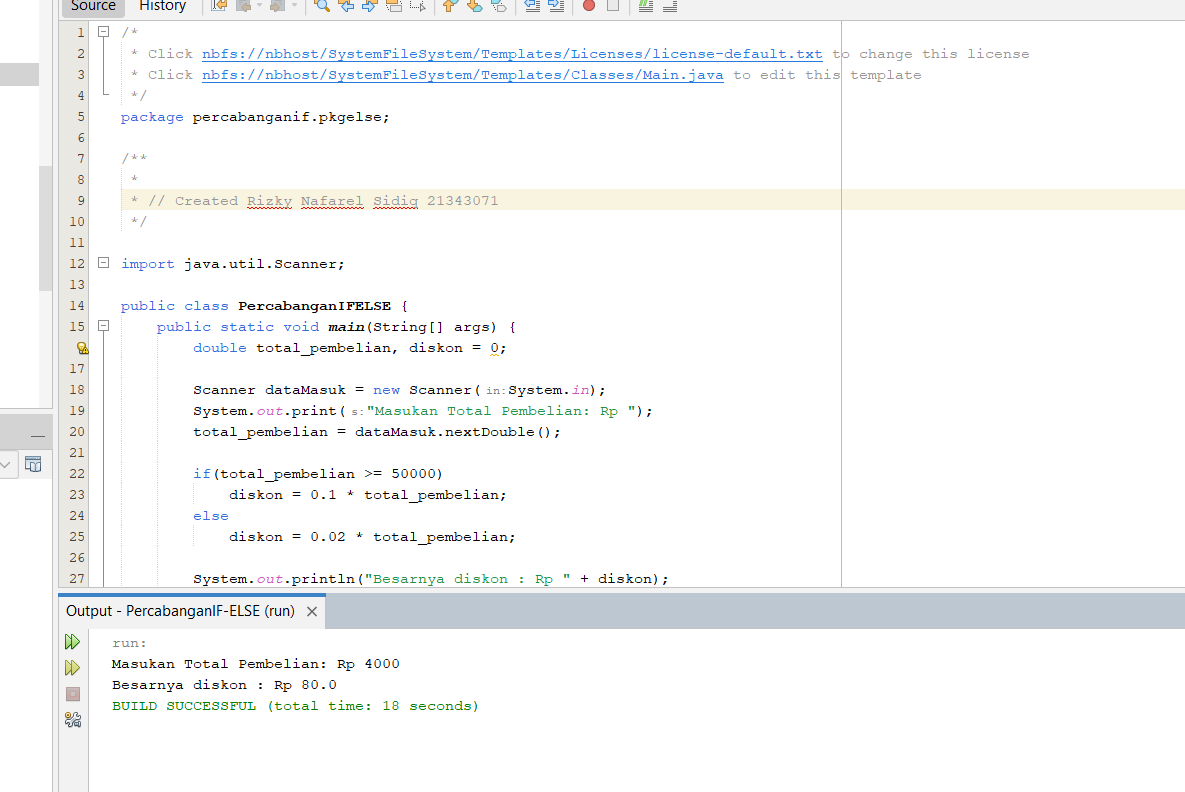 Source History
1 /*
2 * Click nbfs://nbhost/SystemFileSystem/Templates/Licenses/license-default.txt to change this license
3 * Click nbfs://nbhost/SystemFileSystem/Templates/Classes/Main.java to edit this template
4 */
5 package percabanganif.pkgelse;
6
7 /**
8 *
9 * // Created Rizky Nafarel Sidiq 21343071
10 */
11
12 import java.util.Scanner;
13
14 public class PercabanganIFELSE {
15 public static void main(String[] args) {
double total_pembelian, diskon = 0;
17
18 Scanner dataMasuk = new Scanner( in:System.in);
19 System.out.print( s:"Masukan Total Pembelian: Rp ");
20 total_pembelian = dataMasuk.nextDouble();
21
22 if(total_pembelian >= 50000)
23 diskon = 0.1 * total_pembelian;
24 else
25 diskon = 0.02 * total_pembelian;
26
27 System.out.println("Besarnya diskon : Rp " + diskon);
Output - PercabanganIF-ELSE (run)
run:
Masukan Total Pembelian: Rp 4000
Besarnya diskon : Rp 80.0
BUILD SUCCESSFUL (total time: 18 seconds)